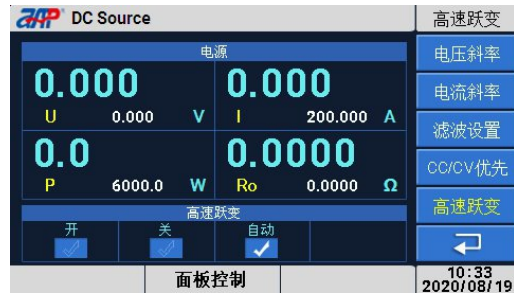 AAP DC Source
高速跃变
电源
0.000
0.000
U 0.000 V
I 200.000 A
0.0
0.0000
P 6000.0 W
Ro 0.0000 Ω
高速跃变
开
关
自动
面板控制
电压斜率
电流斜率
滤波设置
CC/CV优先
高速跃变
10:33
2020/08/19